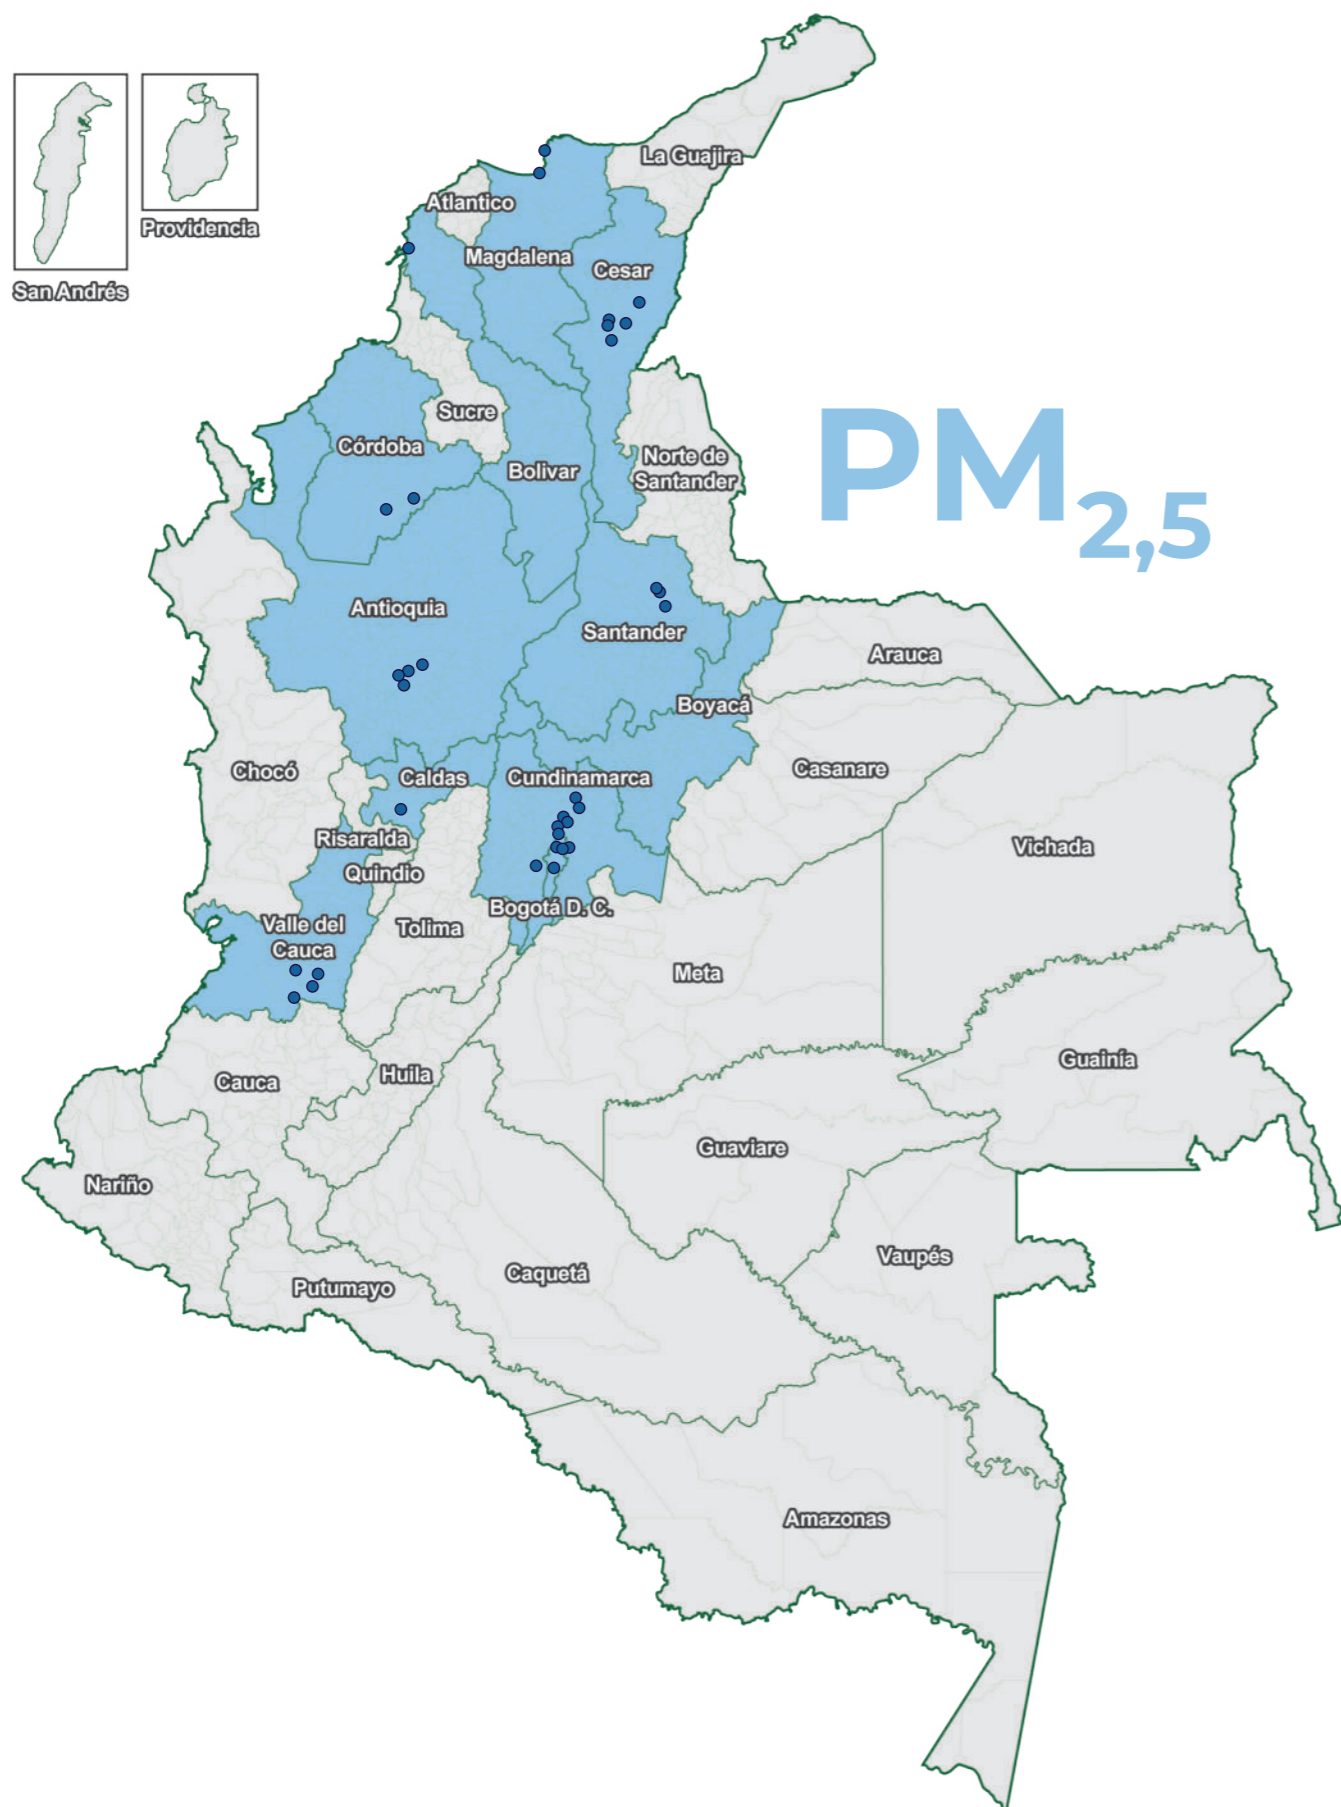 La Guajira
Atlantico
Providencia
Magdalena
Cesar
San Andrés
Sucre
Córdoba
Norte de
Santander
Bolivar
PM2,5
Antioquia
Santander
Arauca
Boyacá
Chocó
Caldas
Cundinamarca
Casanare
Risaralda
Vichada
Quindio
Bogotá D. C.
Valle del
Cauca
Tolima
Meta
Guainía
Huila
Cauca
Guaviare
Nariño
Vaupés
Caquetá
Putumayo
Amazonas